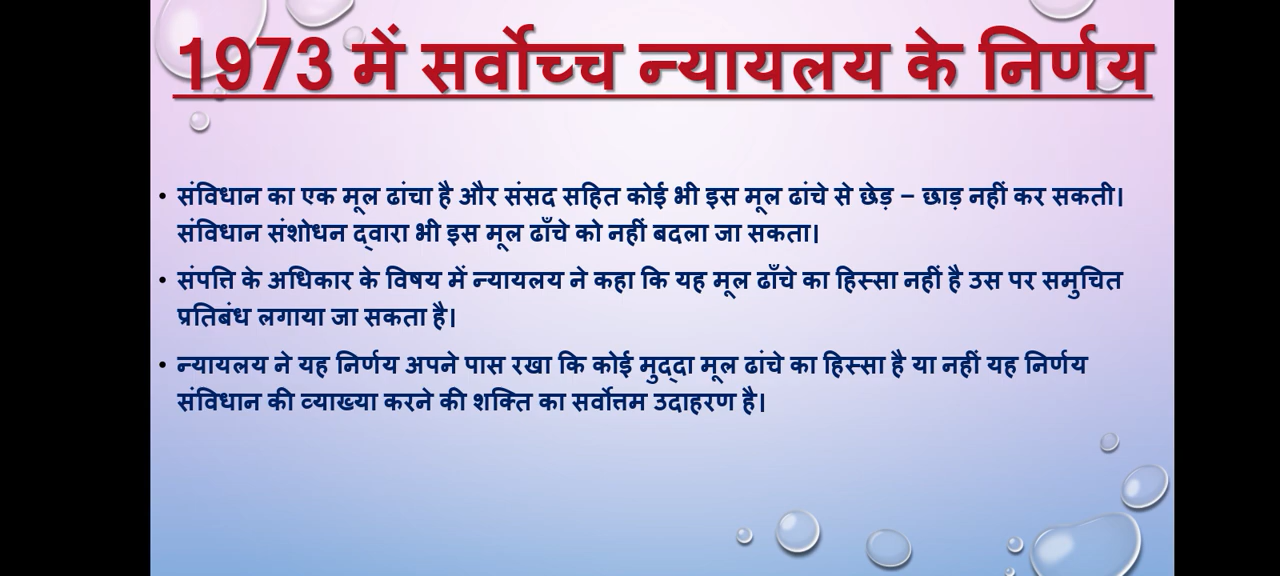 1973 में सर्वोच्च न्यायलय के निर्णय
• संविधान का एक मूल ढांचा है और संसद सहित कोई भी इस मूल ढांचे से छेड़ – छाड़ नहीं कर सकती।
संविधान संशोधन द्वारा भी इस मूल ढाँचे को नहीं बदला जा सकता।
• संपत्ति के अधिकार के विषय में न्यायलय ने कहा कि यह मूल ढाँचे का हिस्सा नहीं है उस पर समुचित
प्रतिबंध लगाया जा सकता है।
• न्यायलय ने यह निर्णय अपने पास रखा कि कोई मुद्दा मूल ढांचे का हिस्सा है या नहीं यह निर्णय
संविधान की व्याख्या करने की शक्ति का सर्वोत्तम उदाहरण है।